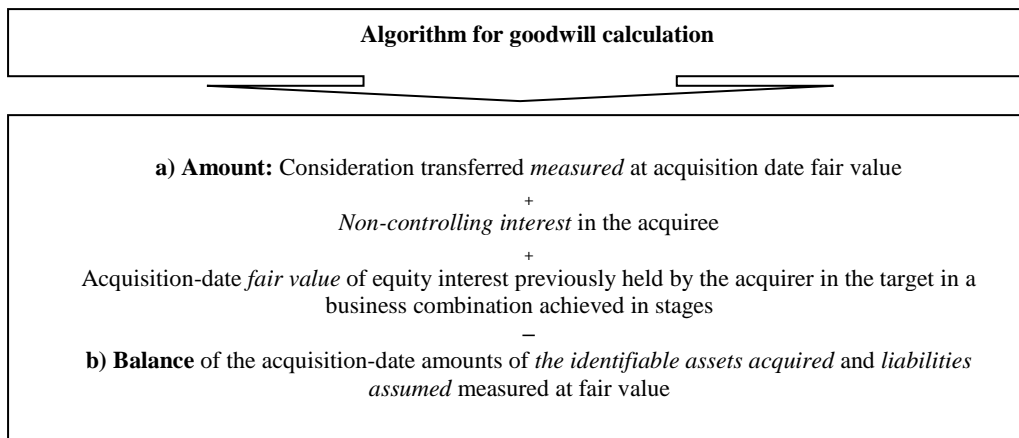 Algorithm for goodwill calculation
a) Amount: Consideration transferred measured at acquisition date fair value
+
Non-controlling interest in the acquiree
+
Acquisition-date fair value of equity interest previously held by the acquirer in the target in a
business combination achieved in stages
–
b) Balance of the acquisition-date amounts of the identifiable assets acquired and liabilities
assumed measured at fair value